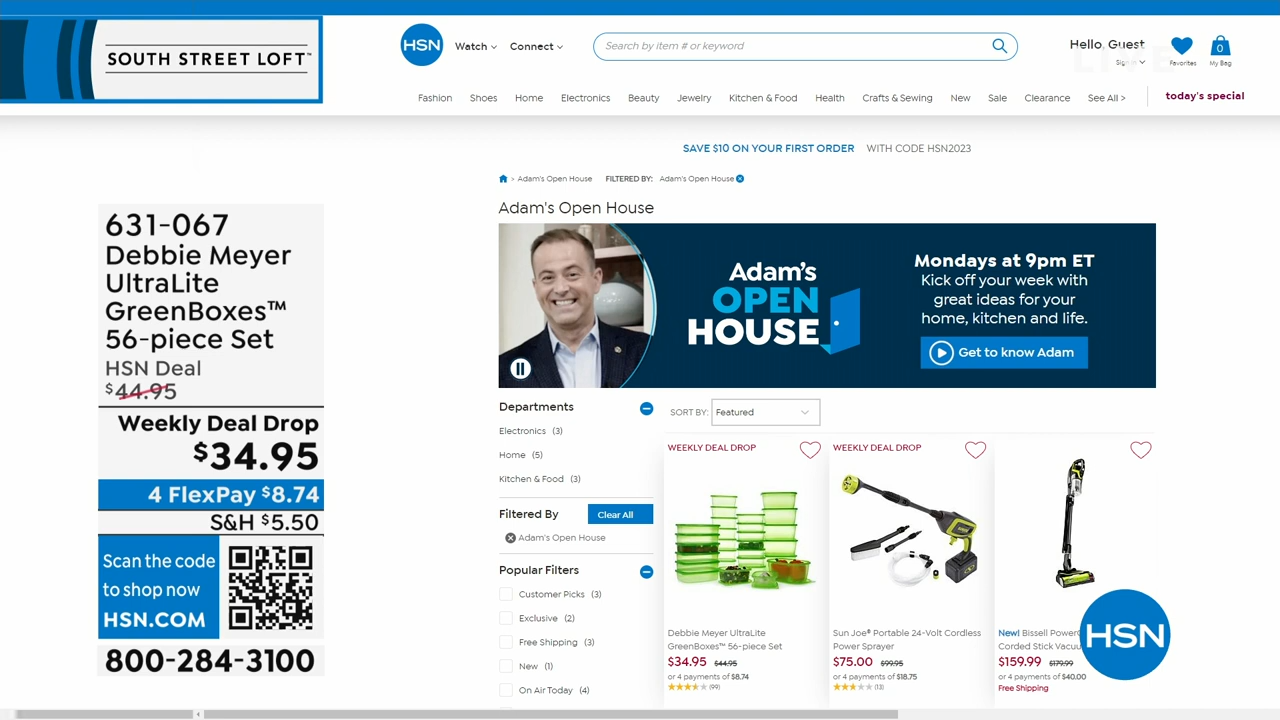 SOUTH STREET LOFT™
HSN
Watch
Connect
Search by item # or keyword
Hello, Guest
Favorites
0
My Bag
Fashion
Shoes
Home
Electronics
Beauty
Jewelry
Kitchen & Food
Health
Crafts & Sewing
New
Sale
Clearance
See All >
today's special
SAVE $10 ON YOUR FIRST ORDER WITH CODE HSN2023
> Adam's Open House FILTERED BY: Adam's Open House
Adam's Open House
Adam's
OPEN
HOUSE
Mondays at 9pm ET
Kick off your week with
great ideas for your
home, kitchen and life.
Get to know Adam
631-067
Debbie Meyer
UltraLite
GreenBoxes™
56-piece Set
HSN Deal
$44.95
Weekly Deal Drop
$34.95
4 FlexPay $8.74
S&H $5.50
Scan the code
to shop now
HSN.COM
800-284-3100
Departments
Electronics (3)
Home (5)
Kitchen & Food (3)
Filtered By
Clear All
Adam's Open House
Popular Filters
Customer Picks (3)
Exclusive (2)
Free Shipping (3)
New (1)
On Air Today (4)
SORT BY: Featured
WEEKLY DEAL DROP
Debbie Meyer UltraLite
GreenBoxes™ 56-piece Set
$34.95 $44.95
or 4 payments of $8.74
(99)
WEEKLY DEAL DROP
Sun Joe® Portable 24-Volt Cordless
Power Sprayer
$75.00 $99.95
or 4 payments of $18.75
(13)
New! Bissell Power
Corded Stick Vacuu
$159.99 $179.99
or 4 payments of $40.00
Free Shipping
HSN